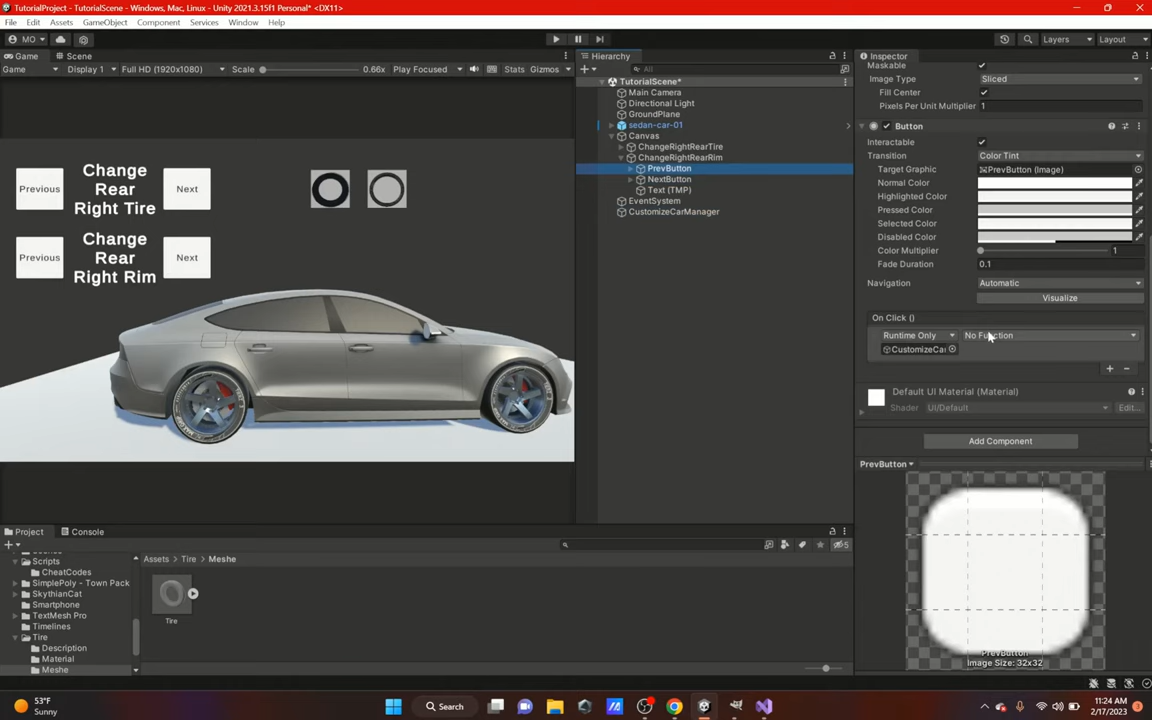 TutorialProject - TutorialScene - Windows, Mac, Linux - Unity 2021.3.15f1 Personal* <DX11>
File Edit Assets GameObject Component Services Window Help
MO Layers Layout
Game Scene
Game Display 1 Full HD (1920x1080) Scale 0.66x Play Focused Stats Gizmos
Previous
Change
Rear
Right Tire
Next
Previous
Change
Rear
Right Rim
Next
Hierarchy
All
TutorialScene*
Main Camera
Directional Light
GroundPlane
sedan-car-01
Canvas
ChangeRightRearTire
ChangeRightRearRim
PrevButton
NextButton
Text (TMP)
EventSystem
CustomizeCarManager
Inspector
Maskable
Image Type Sliced
Fill Center
Pixels Per Unit Multiplier 1
Button
Interactable
Transition Color Tint
Target Graphic PrevButton (Image)
Normal Color
Highlighted Color
Pressed Color
Selected Color
Disabled Color
Color Multiplier 1
Fade Duration 0.1
Navigation Automatic
Visualize
On Click ()
Runtime Only No Function
CustomizeCar
Default UI Material (Material)
Shader UI/Default Edit...
Add Component
PrevButton
PrevButton
Image Size: 32x32
Project Console
5
Scripts
CheatCodes
SimplePoly - Town Pack
SkythianCat
Smartphone
TextMesh Pro
Timelines
Tire
Description
Material
Meshe
Assets > Tire > Meshe
Tire
53°F
Sunny
Search
11:24 AM
2/17/2023